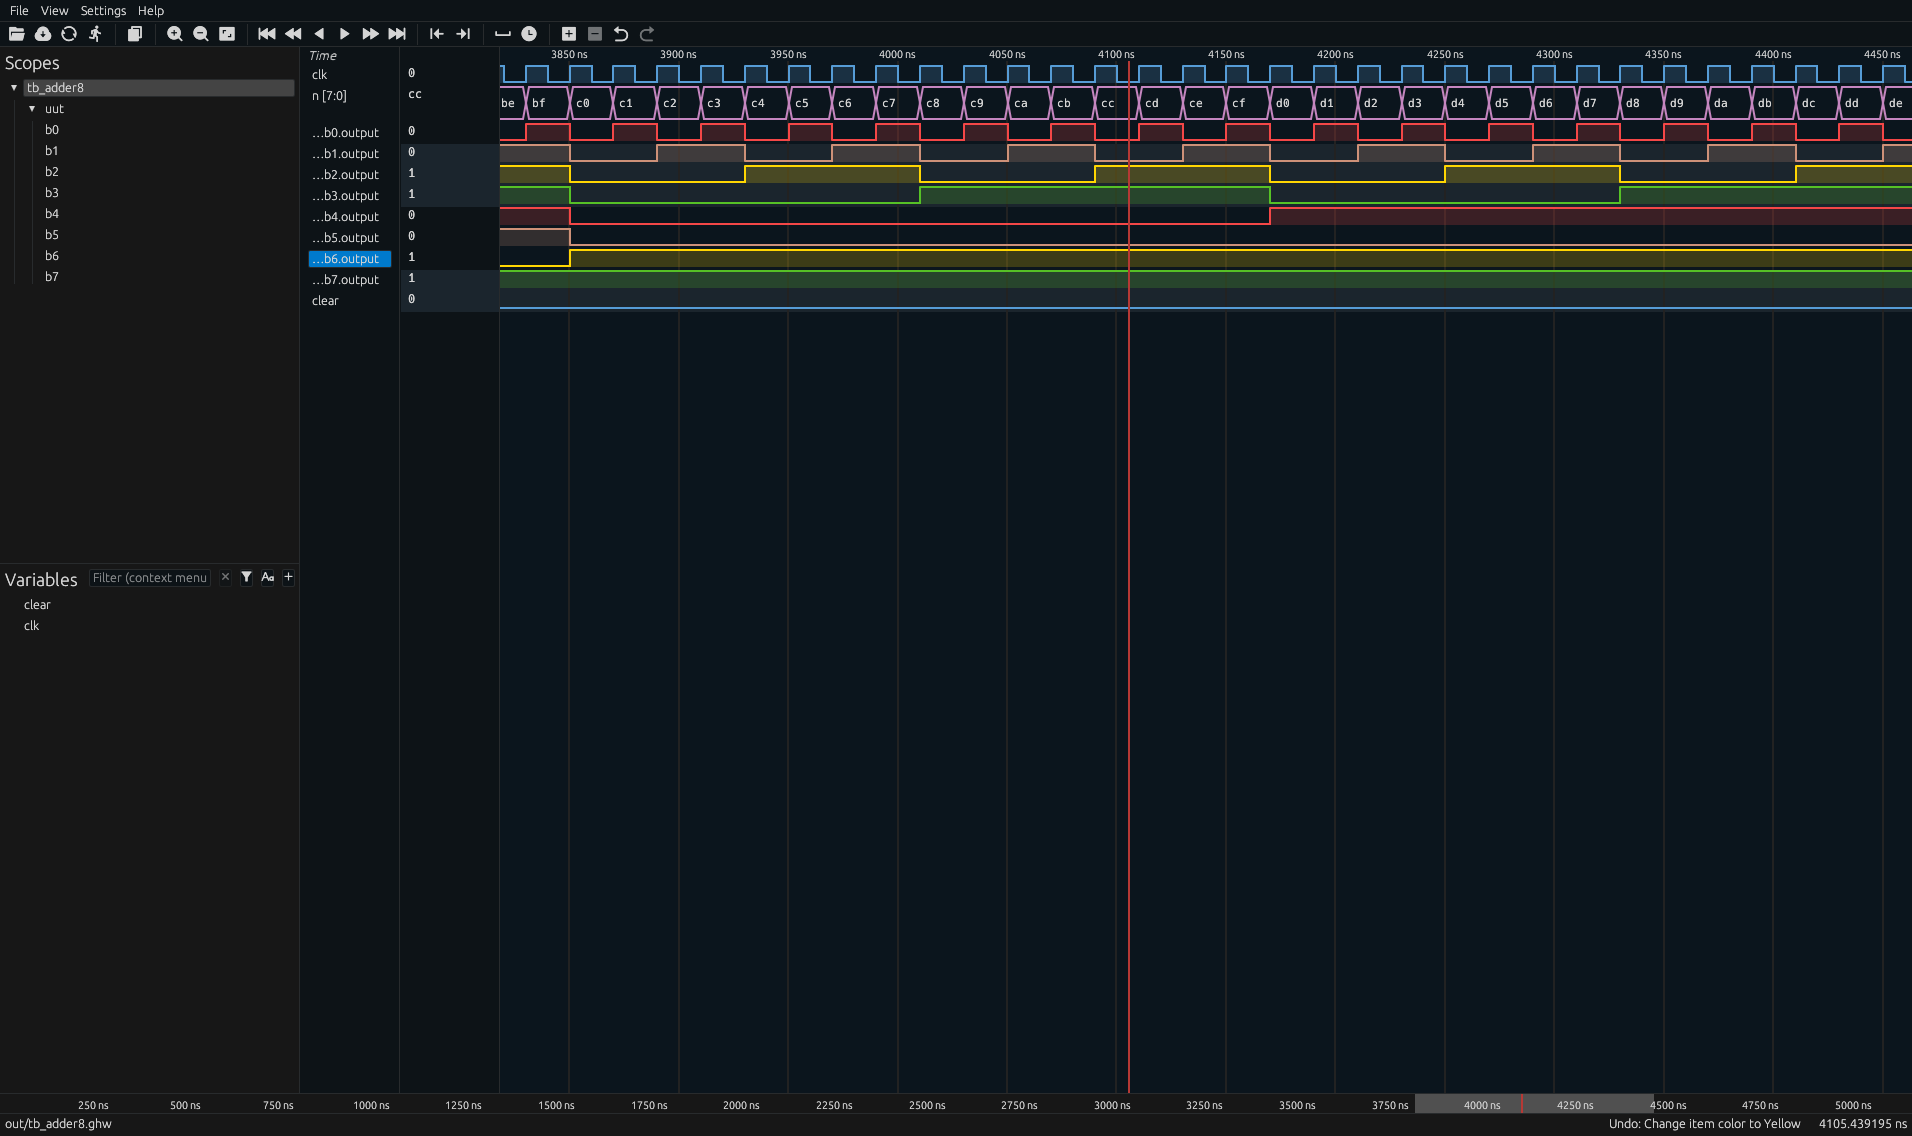 File View Settings Help
Scopes
tb_adder8
uut
b0
b1
b2
b3
b4
b5
b6
b7
Variables Filter (context menu
clear
clk
Time
clk 0
n [7:0] cc
...b0.output 0
...b1.output 0
...b2.output 1
...b3.output 1
...b4.output 0
...b5.output 0
...b6.output 1
...b7.output 1
clear 0
3850 ns 3900 ns 3950 ns 4000 ns 4050 ns 4100 ns 4150 ns 4200 ns 4250 ns 4300 ns 4350 ns 4400 ns 4450 ns
be bf c0 c1 c2 c3 c4 c5 c6 c7 c8 c9 ca cb cc cd ce cf d0 d1 d2 d3 d4 d5 d6 d7 d8 d9 da db dc dd de
250 ns 500 ns 750 ns 1000 ns 1250 ns 1500 ns 1750 ns 2000 ns 2250 ns 2500 ns 2750 ns 3000 ns 3250 ns 3500 ns 3750 ns 4000 ns 4250 ns 4500 ns 4750 ns 5000 ns
out/tb_adder8.ghw Undo: Change item color to Yellow 4105.439195 ns